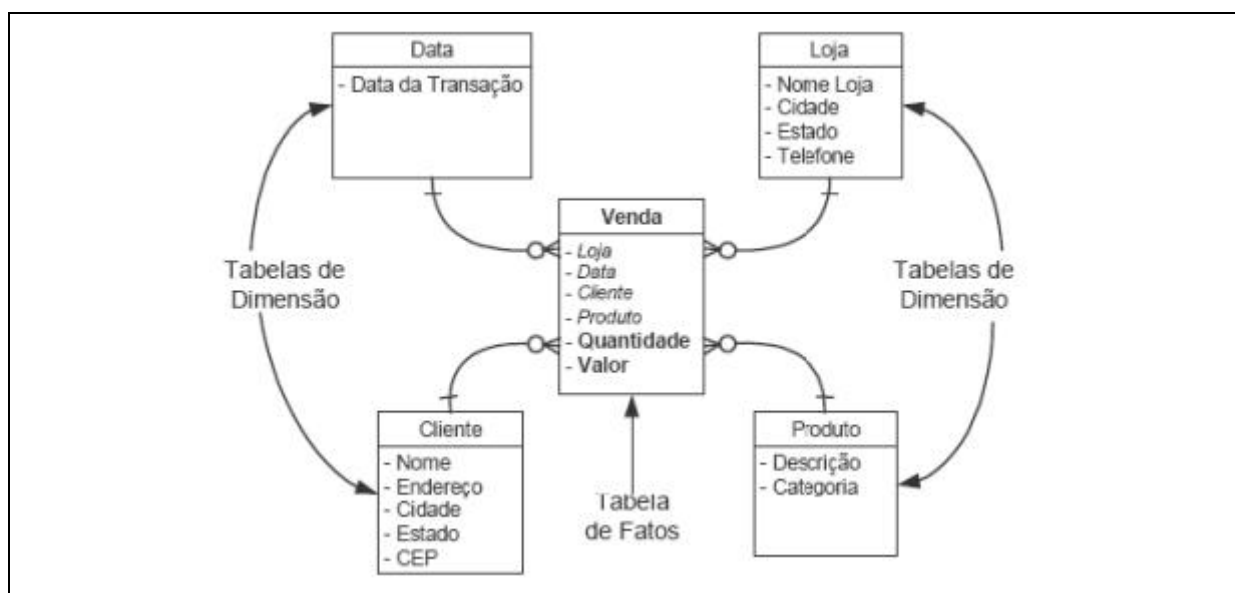 Data
- Data da Transação
Loja
- Nome Loja
- Cidade
- Estado
- Telefone
Tabelas de
Dimensão
Venda
- Loja
- Data
- Cliente
- Produto
- Quantidade
- Valor
Tabelas de
Dimensão
Cliente
- Nome
- Endereço
- Cidade
- Estado
- CEP
Tabela
de Fatos
Produto
- Descrição
- Categoria